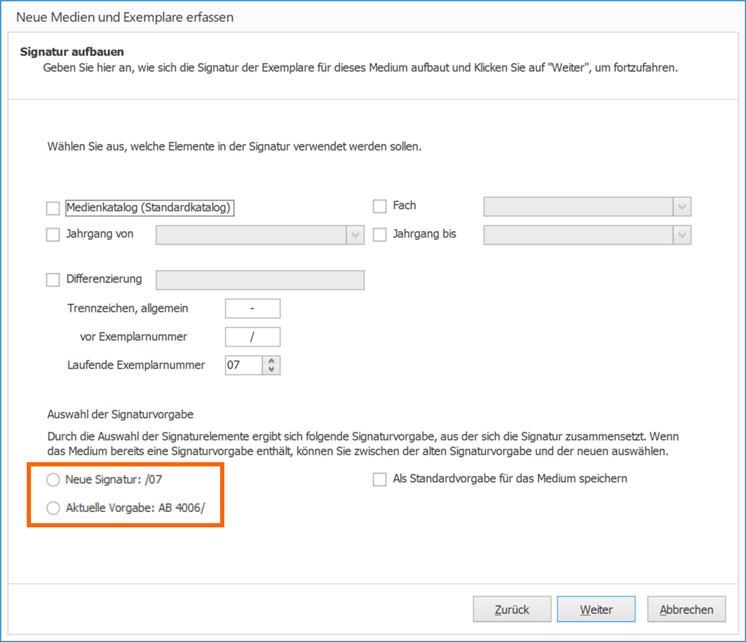 Neue Medien und Exemplare erfassen
Signatur aufbauen
Geben Sie hier an, wie sich die Signatur der Exemplare für dieses Medium aufbaut und Klicken Sie auf "Weiter", um fortzufahren.
Wählen Sie aus, welche Elemente in der Signatur verwendet werden sollen.
Medienkatalog (Standardkatalog)
Fach
Jahrgang von
Jahrgang bis
Differenzierung
Trennzeichen, allgemein -
vor Exemplarnummer /
Laufende Exemplarnummer 07
Auswahl der Signaturvorgabe
Durch die Auswahl der Signaturelemente ergibt sich folgende Signaturvorgabe, aus der sich die Signatur zusammensetzt. Wenn
das Medium bereits eine Signaturvorgabe enthält, können Sie zwischen der alten Signaturvorgabe und der neuen auswählen.
Neue Signatur: /07
Als Standardvorgabe für das Medium speichern
Aktuelle Vorgabe: AB 4006/
Zurück
Weiter
Abbrechen